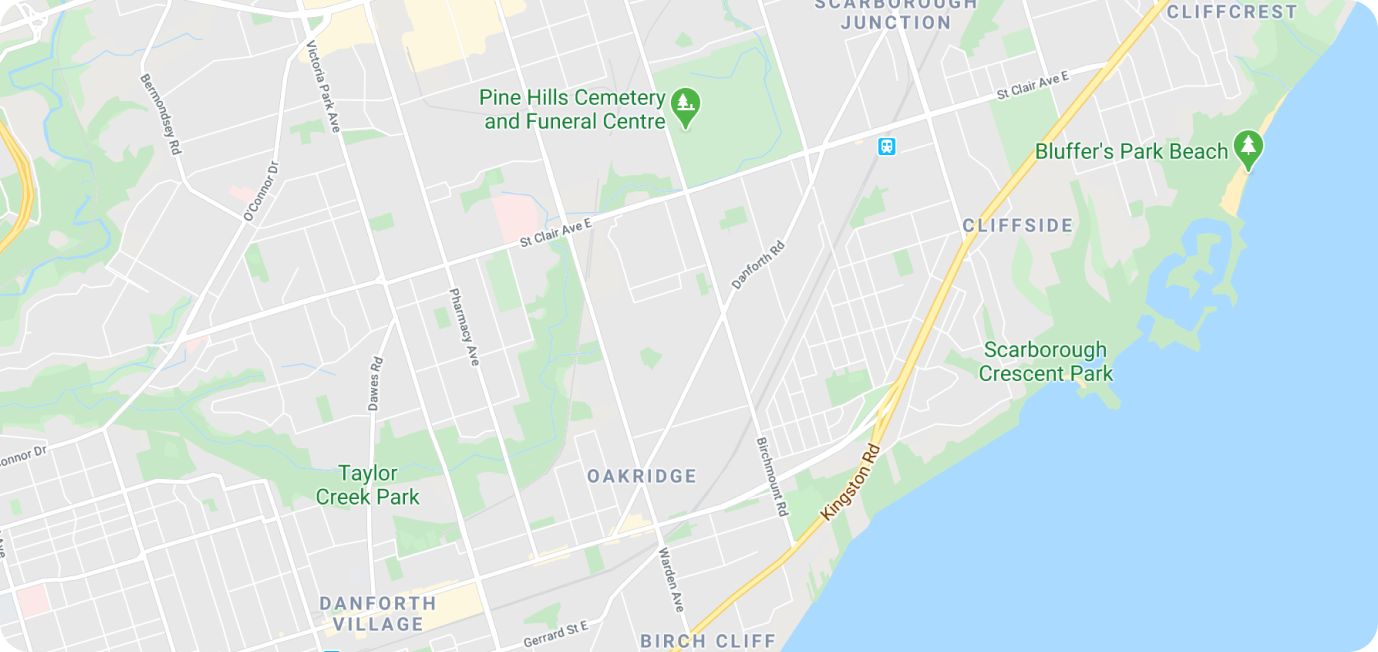 SCARBOROUGH
JUNCTION
CLIFFCREST
Victoria Park Ave
Bermondsey Rd
St Clair Ave E
Pine Hills Cemetery
and Funeral Centre
Bluffer's Park Beach
O'Connor Dr
CLIFFSIDE
St Clair Ave E
Danforth Rd
Pharmacy Ave
Scarborough
Crescent Park
Dawes Rd
onnor Dr
Birchmount Rd
Kingston Rd
OAKRIDGE
Taylor
Creek Park
Ave
Warden Ave
DANFORTH
VILLAGE
Gerrard St E
BIRCH CLIFF